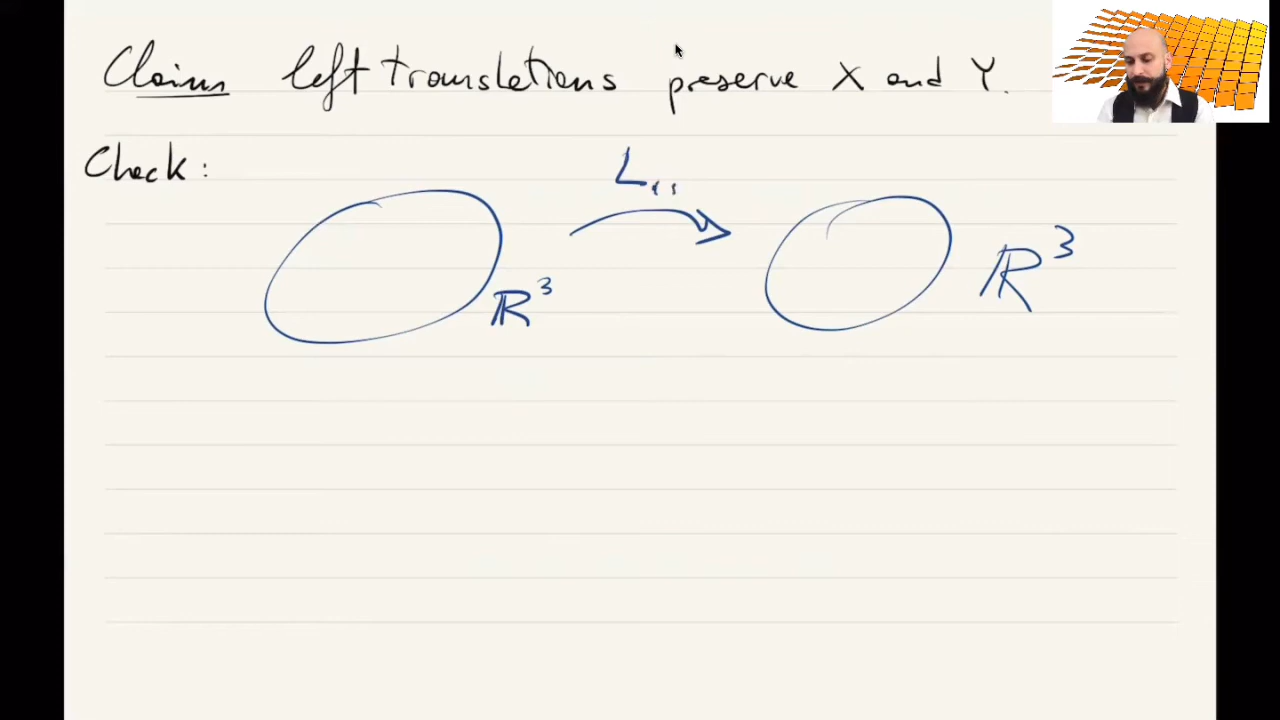 Claim left translations preserve X and Y.
Check:
L
ℝ³
ℝ³